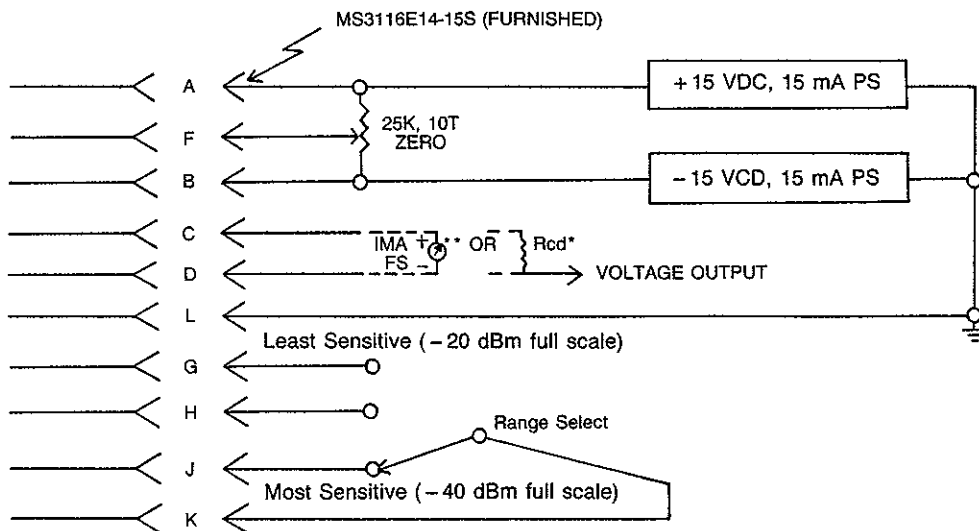 MS3116E14-15S (FURNISHED)
A
+15 VDC, 15 mA PS
F
25K, 10T
ZERO
B
-15 VCD, 15 mA PS
C
IMA + ** OR Rcd*
FS -
D
VOLTAGE OUTPUT
L
Least Sensitive (-20 dBm full scale)
G
H
Range Select
J
Most Sensitive (-40 dBm full scale)
K